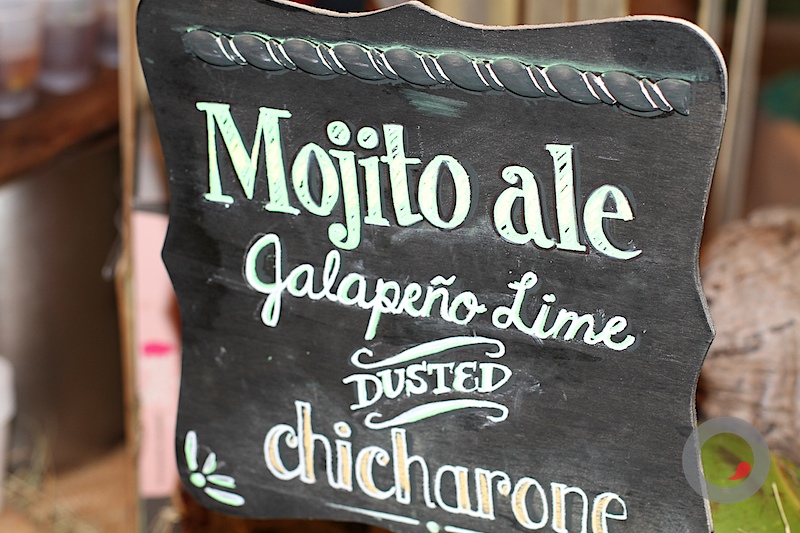 Mojito ale
Jalapeño Lime
DUSTED
chicharone